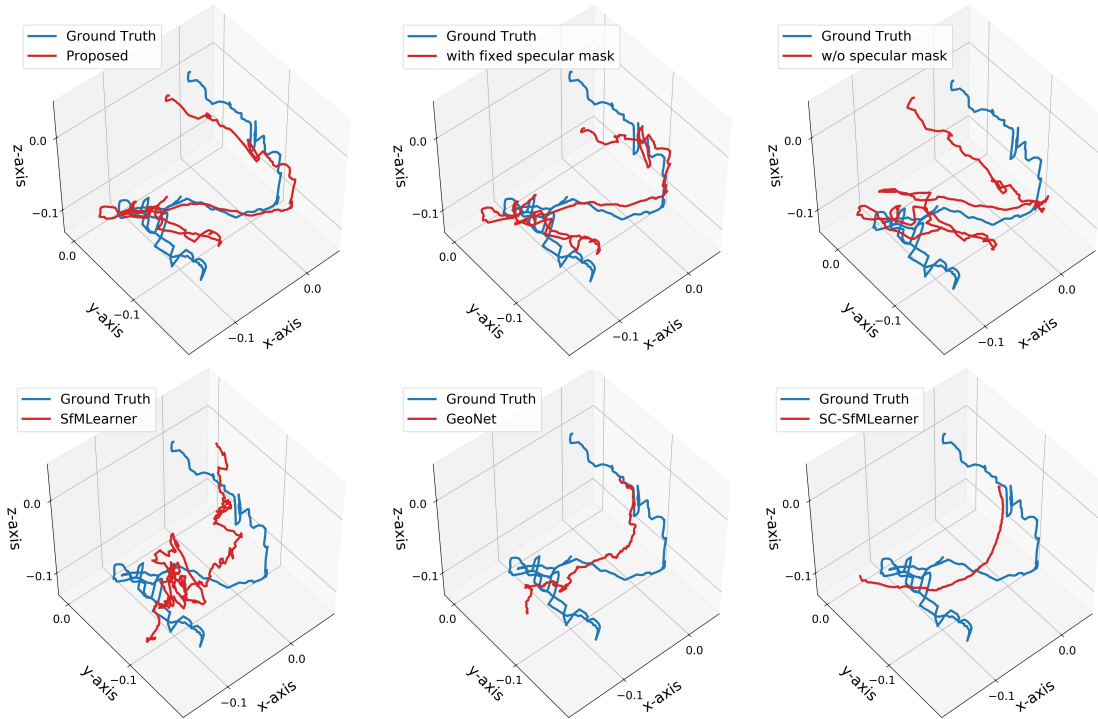 Ground Truth
Proposed
z-axis
0.0
−0.1
0.0
−0.1
y-axis
−0.1
0.0
x-axis
Ground Truth
with fixed specular mask
z-axis
0.0
−0.1
0.0
−0.1
y-axis
−0.1
0.0
x-axis
Ground Truth
w/o specular mask
z-axis
0.0
−0.1
0.0
−0.1
y-axis
−0.1
0.0
x-axis
Ground Truth
SfMLearner
z-axis
0.0
−0.1
0.0
−0.1
y-axis
−0.1
0.0
x-axis
Ground Truth
GeoNet
z-axis
0.0
−0.1
0.0
−0.1
y-axis
−0.1
0.0
x-axis
Ground Truth
SC-SfMLearner
z-axis
0.0
−0.1
0.0
−0.1
y-axis
−0.1
0.0
x-axis